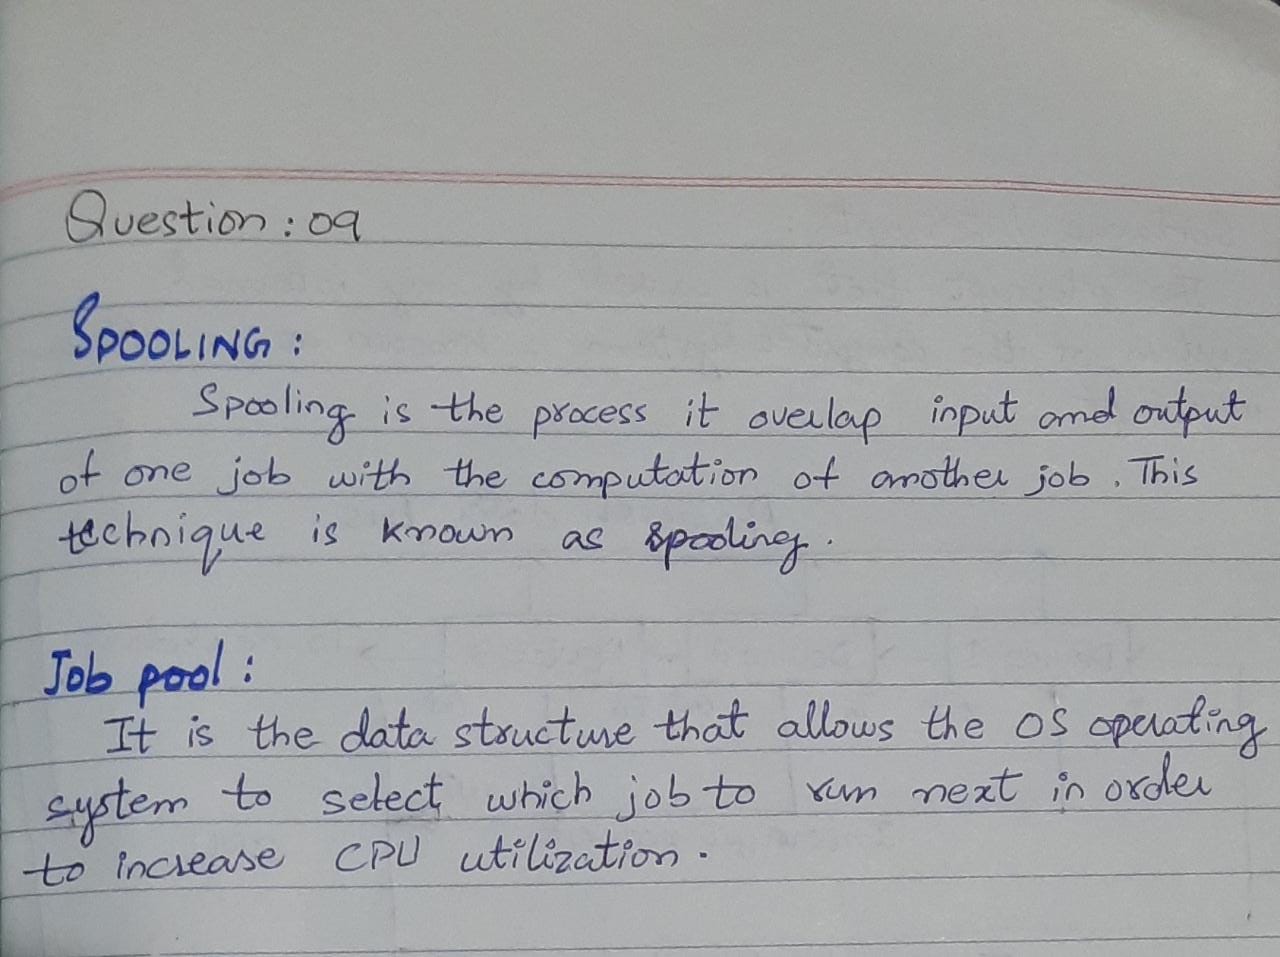 Question : 09
SPOOLING :
Spooling is the process it overlap input and output
of one job with the computation of another job. This
technique is known as spooling.
Job pool :
It is the data structure that allows the OS operating
system to select which job to run next in order
to increase CPU utilization.